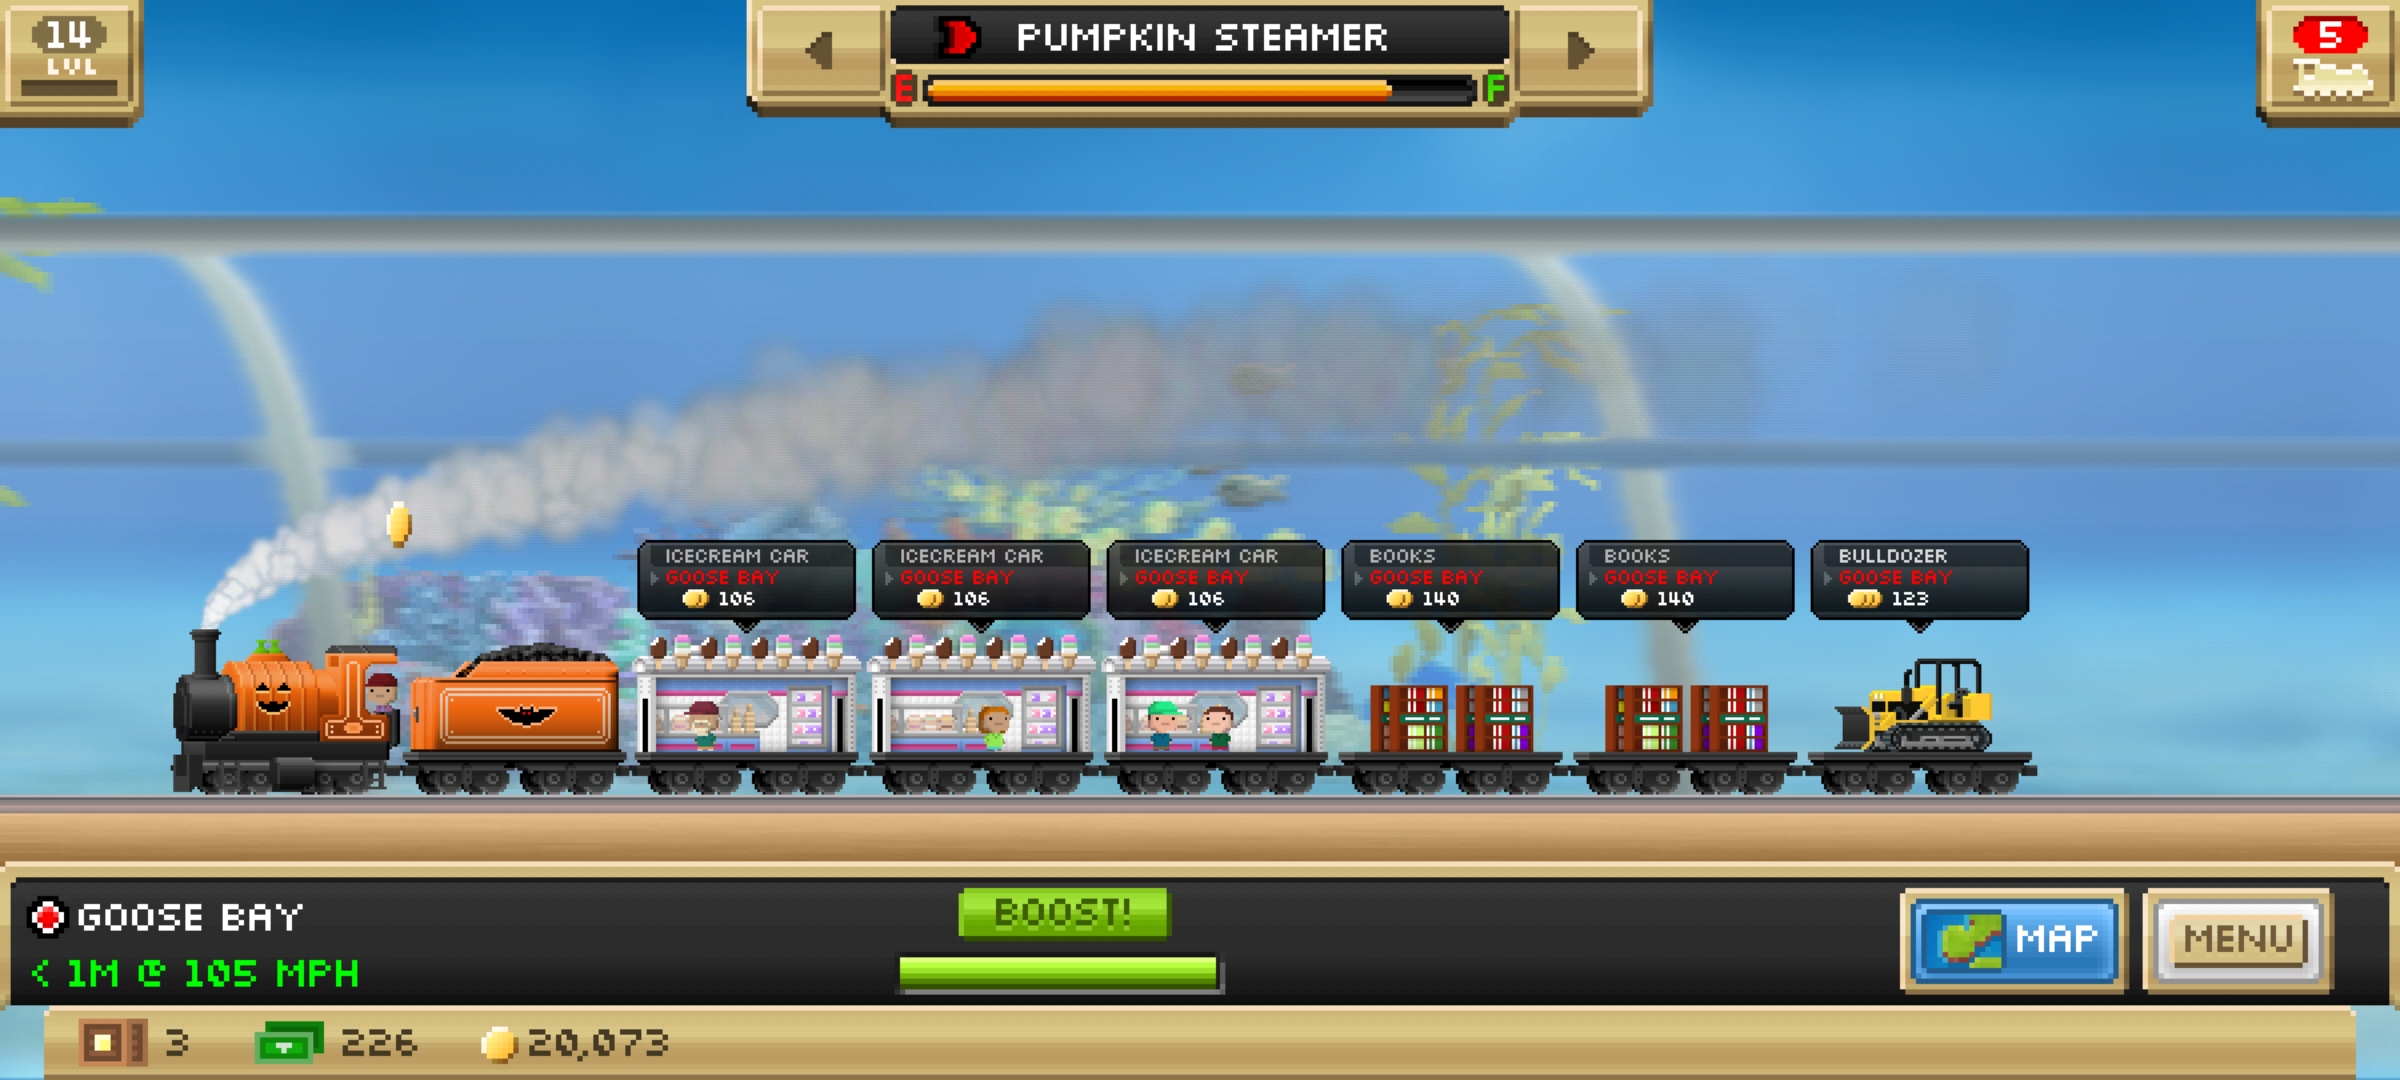 14
LVL
PUMPKIN STEAMER
E F
5
ICECREAM CAR
GOOSE BAY
106
ICECREAM CAR
GOOSE BAY
106
ICECREAM CAR
GOOSE BAY
106
BOOKS
GOOSE BAY
140
BOOKS
GOOSE BAY
140
BULLDOZER
GOOSE BAY
123
GOOSE BAY
< 1M @ 105 MPH
BOOST!
MAP
MENU
3 226 20,073